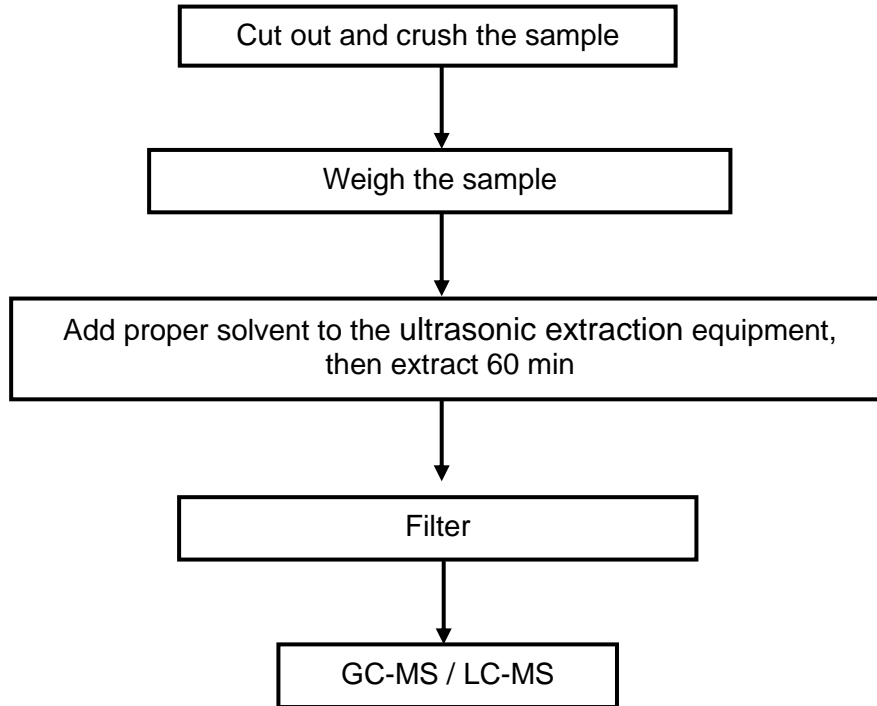 Cut out and crush the sample
Weigh the sample
Add proper solvent to the ultrasonic extraction equipment,
then extract 60 min
Filter
GC-MS / LC-MS